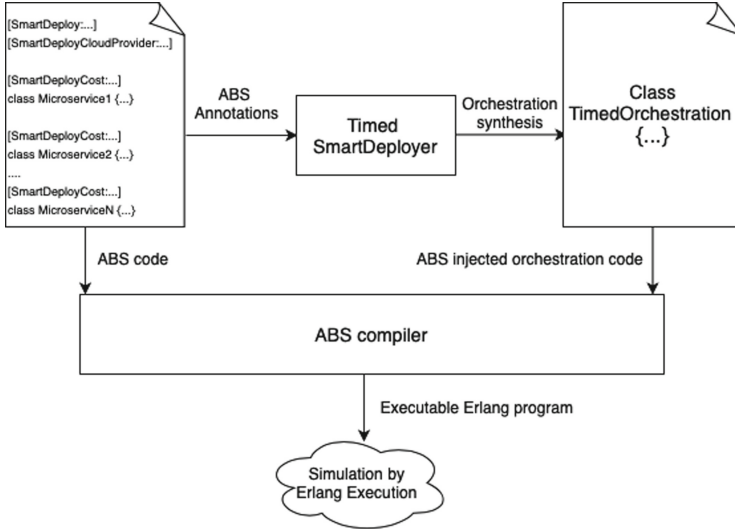 [SmartDeploy:...]
[SmartDeployCloudProvider:...]
[SmartDeployCost:...]
class Microservice1 {...}
[SmartDeployCost:...]
class Microservice2 {...}
....
[SmartDeployCost:...]
class MicroserviceN {...}
ABS
Annotations
Timed
SmartDeployer
Orchestration
synthesis
Class
TimedOrchestration
{...}
ABS code
ABS injected orchestration code
ABS compiler
Executable Erlang program
Simulation by
Erlang Execution